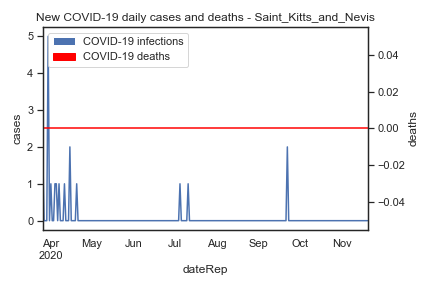 New COVID-19 daily cases and deaths - Saint_Kitts_and_Nevis
COVID-19 infections
COVID-19 deaths
5
4
3
2
1
0
cases
0.04
0.02
0.00
−0.02
−0.04
deaths
Apr May Jun Jul Aug Sep Oct Nov
2020
dateRep